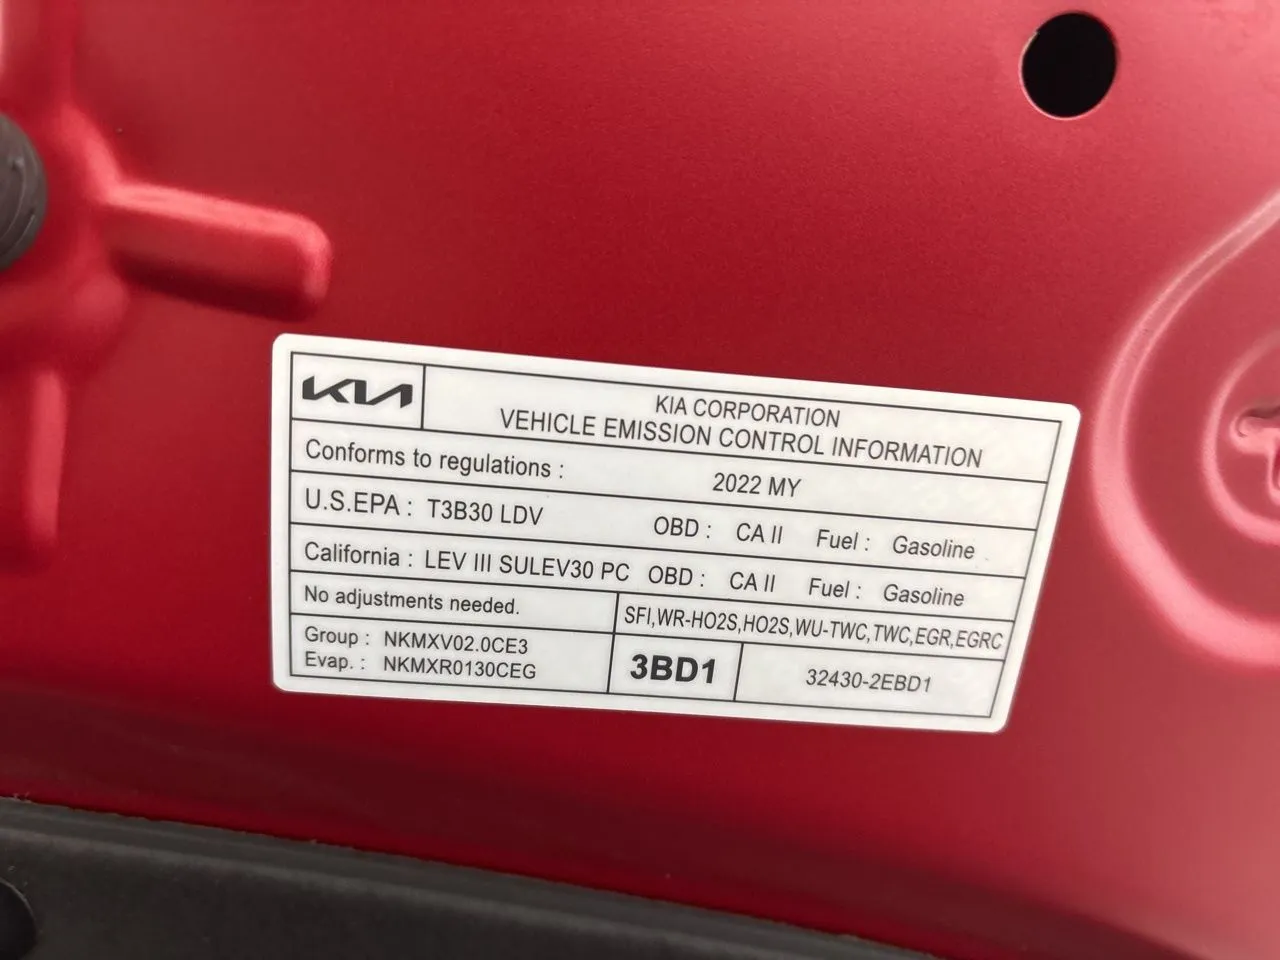 KIA
KIA CORPORATION
VEHICLE EMISSION CONTROL INFORMATION
Conforms to regulations : 2022 MY
U.S.EPA : T3B30 LDV OBD : CA II Fuel : Gasoline
California : LEV III SULEV30 PC OBD : CA II Fuel : Gasoline
No adjustments needed. SFI,WR-HO2S,HO2S,WU-TWC,TWC,EGR,EGRC
Group : NKMXV02.0CE3
Evap. : NKMXR0130CEG
3BD1 32430-2EBD1